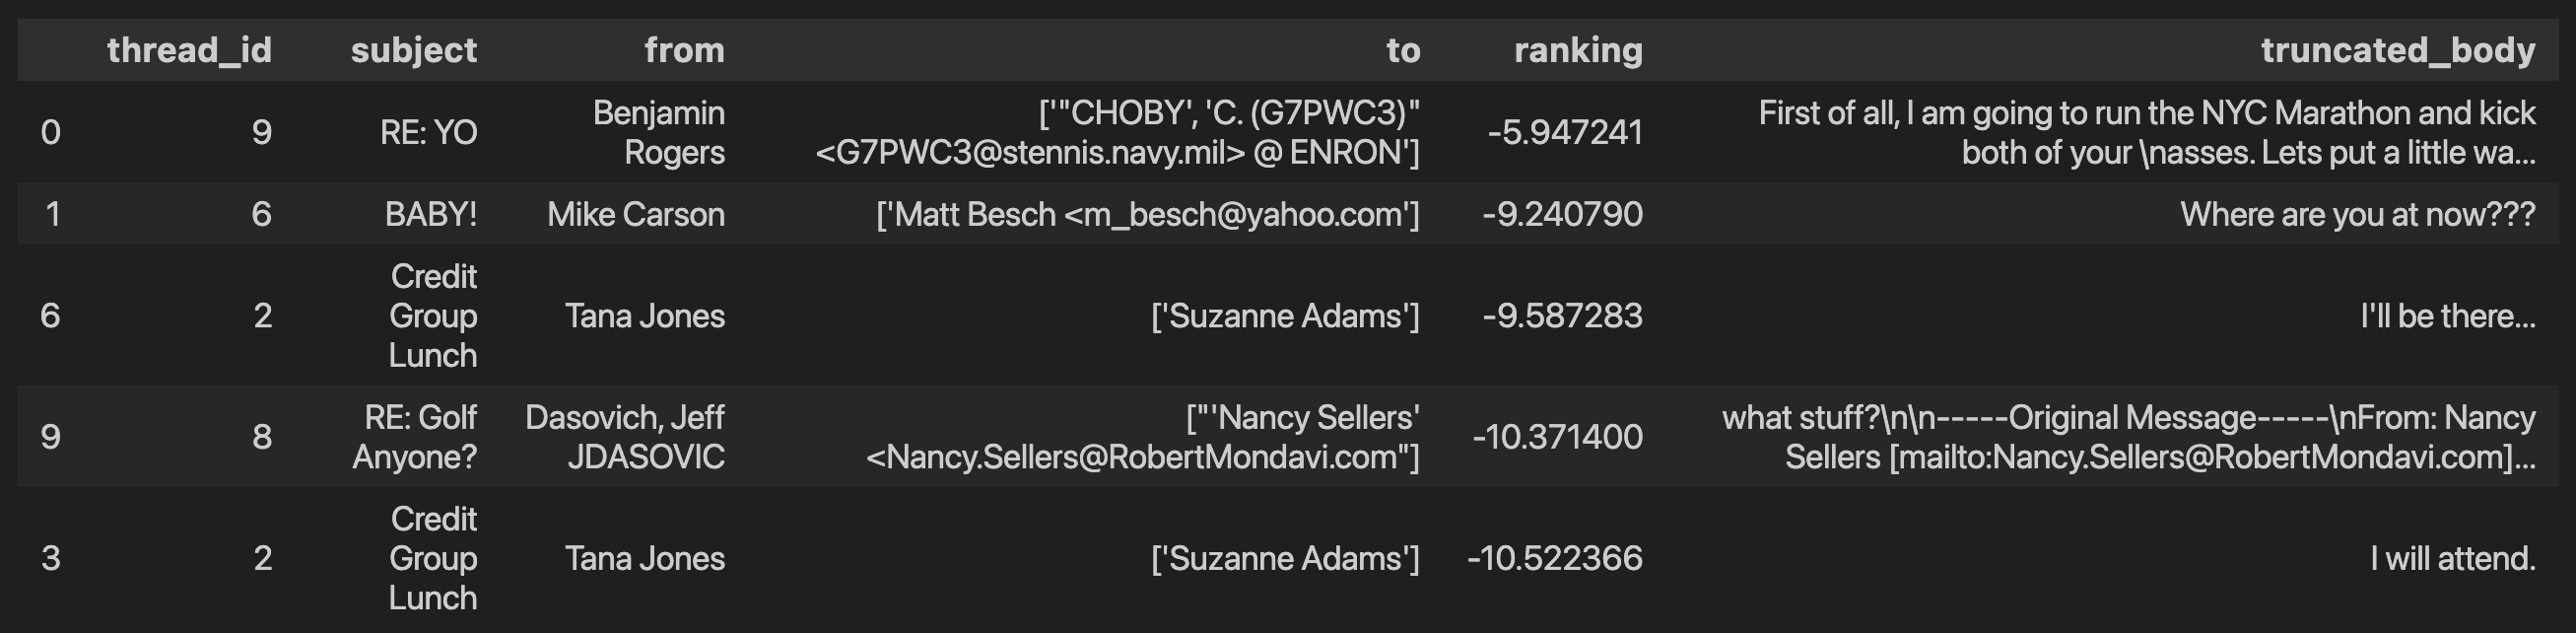 thread_id subject from to ranking truncated_body
0 9 RE: YO Benjamin Rogers ['"CHOBY', 'C. (G7PWC3)" <G7PWC3@stennis.navy.mil> @ ENRON'] -5.947241 First of all, I am going to run the NYC Marathon and kick both of your \nasses. Lets put a little wa...
1 6 BABY! Mike Carson ['Matt Besch <m_besch@yahoo.com'] -9.240790 Where are you at now???
6 2 Credit Group Lunch Tana Jones ['Suzanne Adams'] -9.587283 I'll be there...
9 8 RE: Golf Anyone? Dasovich, Jeff JDASOVIC ["'Nancy Sellers' <Nancy.Sellers@RobertMondavi.com"] -10.371400 what stuff?\n\n-----Original Message-----\nFrom: Nancy Sellers [mailto:Nancy.Sellers@RobertMondavi.com]...
3 2 Credit Group Lunch Tana Jones ['Suzanne Adams'] -10.522366 I will attend.